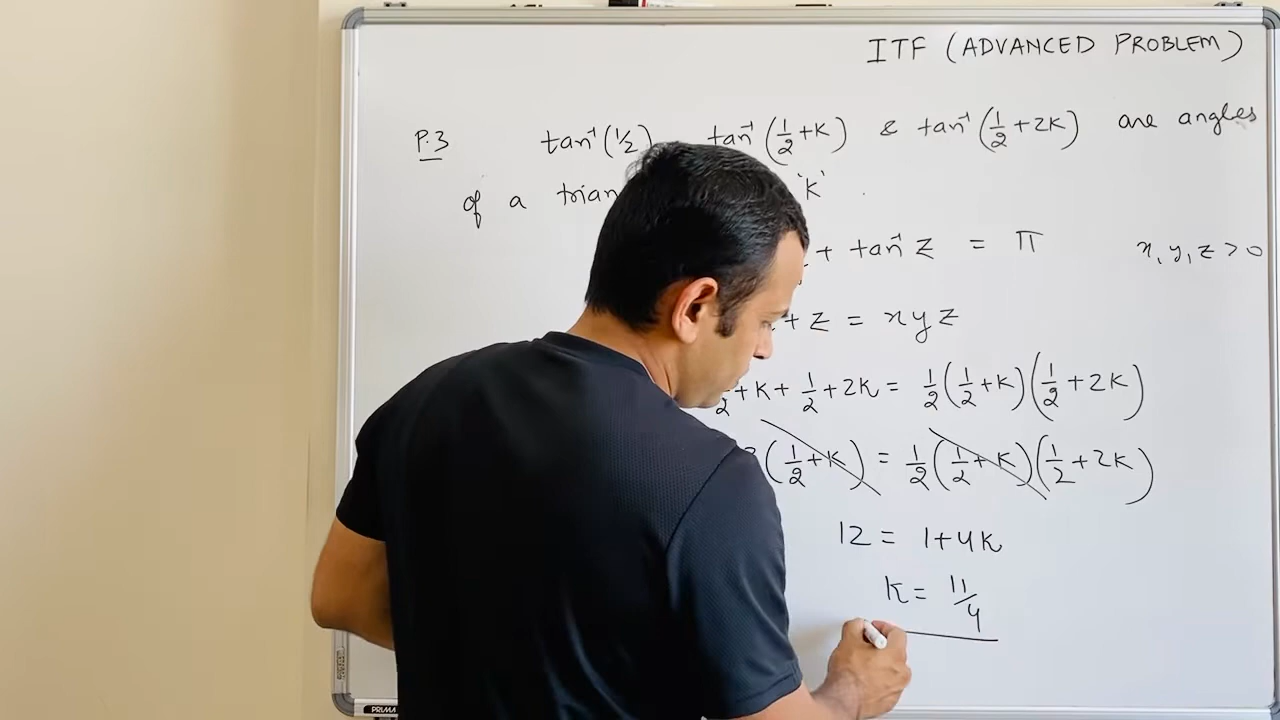 ITF (ADVANCED PROBLEM)
P.3 tan⁻¹(1/2) tan⁻¹(1/2+K) & tan⁻¹(1/2+2K) are angles
of a 'K' .
+ tan⁻¹ z = π x, y, z > 0
+ z = xyz
+ K + 1/2 + 2K = 1/2(1/2+K)(1/2+2K)
(1/2+K) = 1/2(1/2+K)(1/2+2K)
12 = 1+4K
K = 11/4
PRIMA